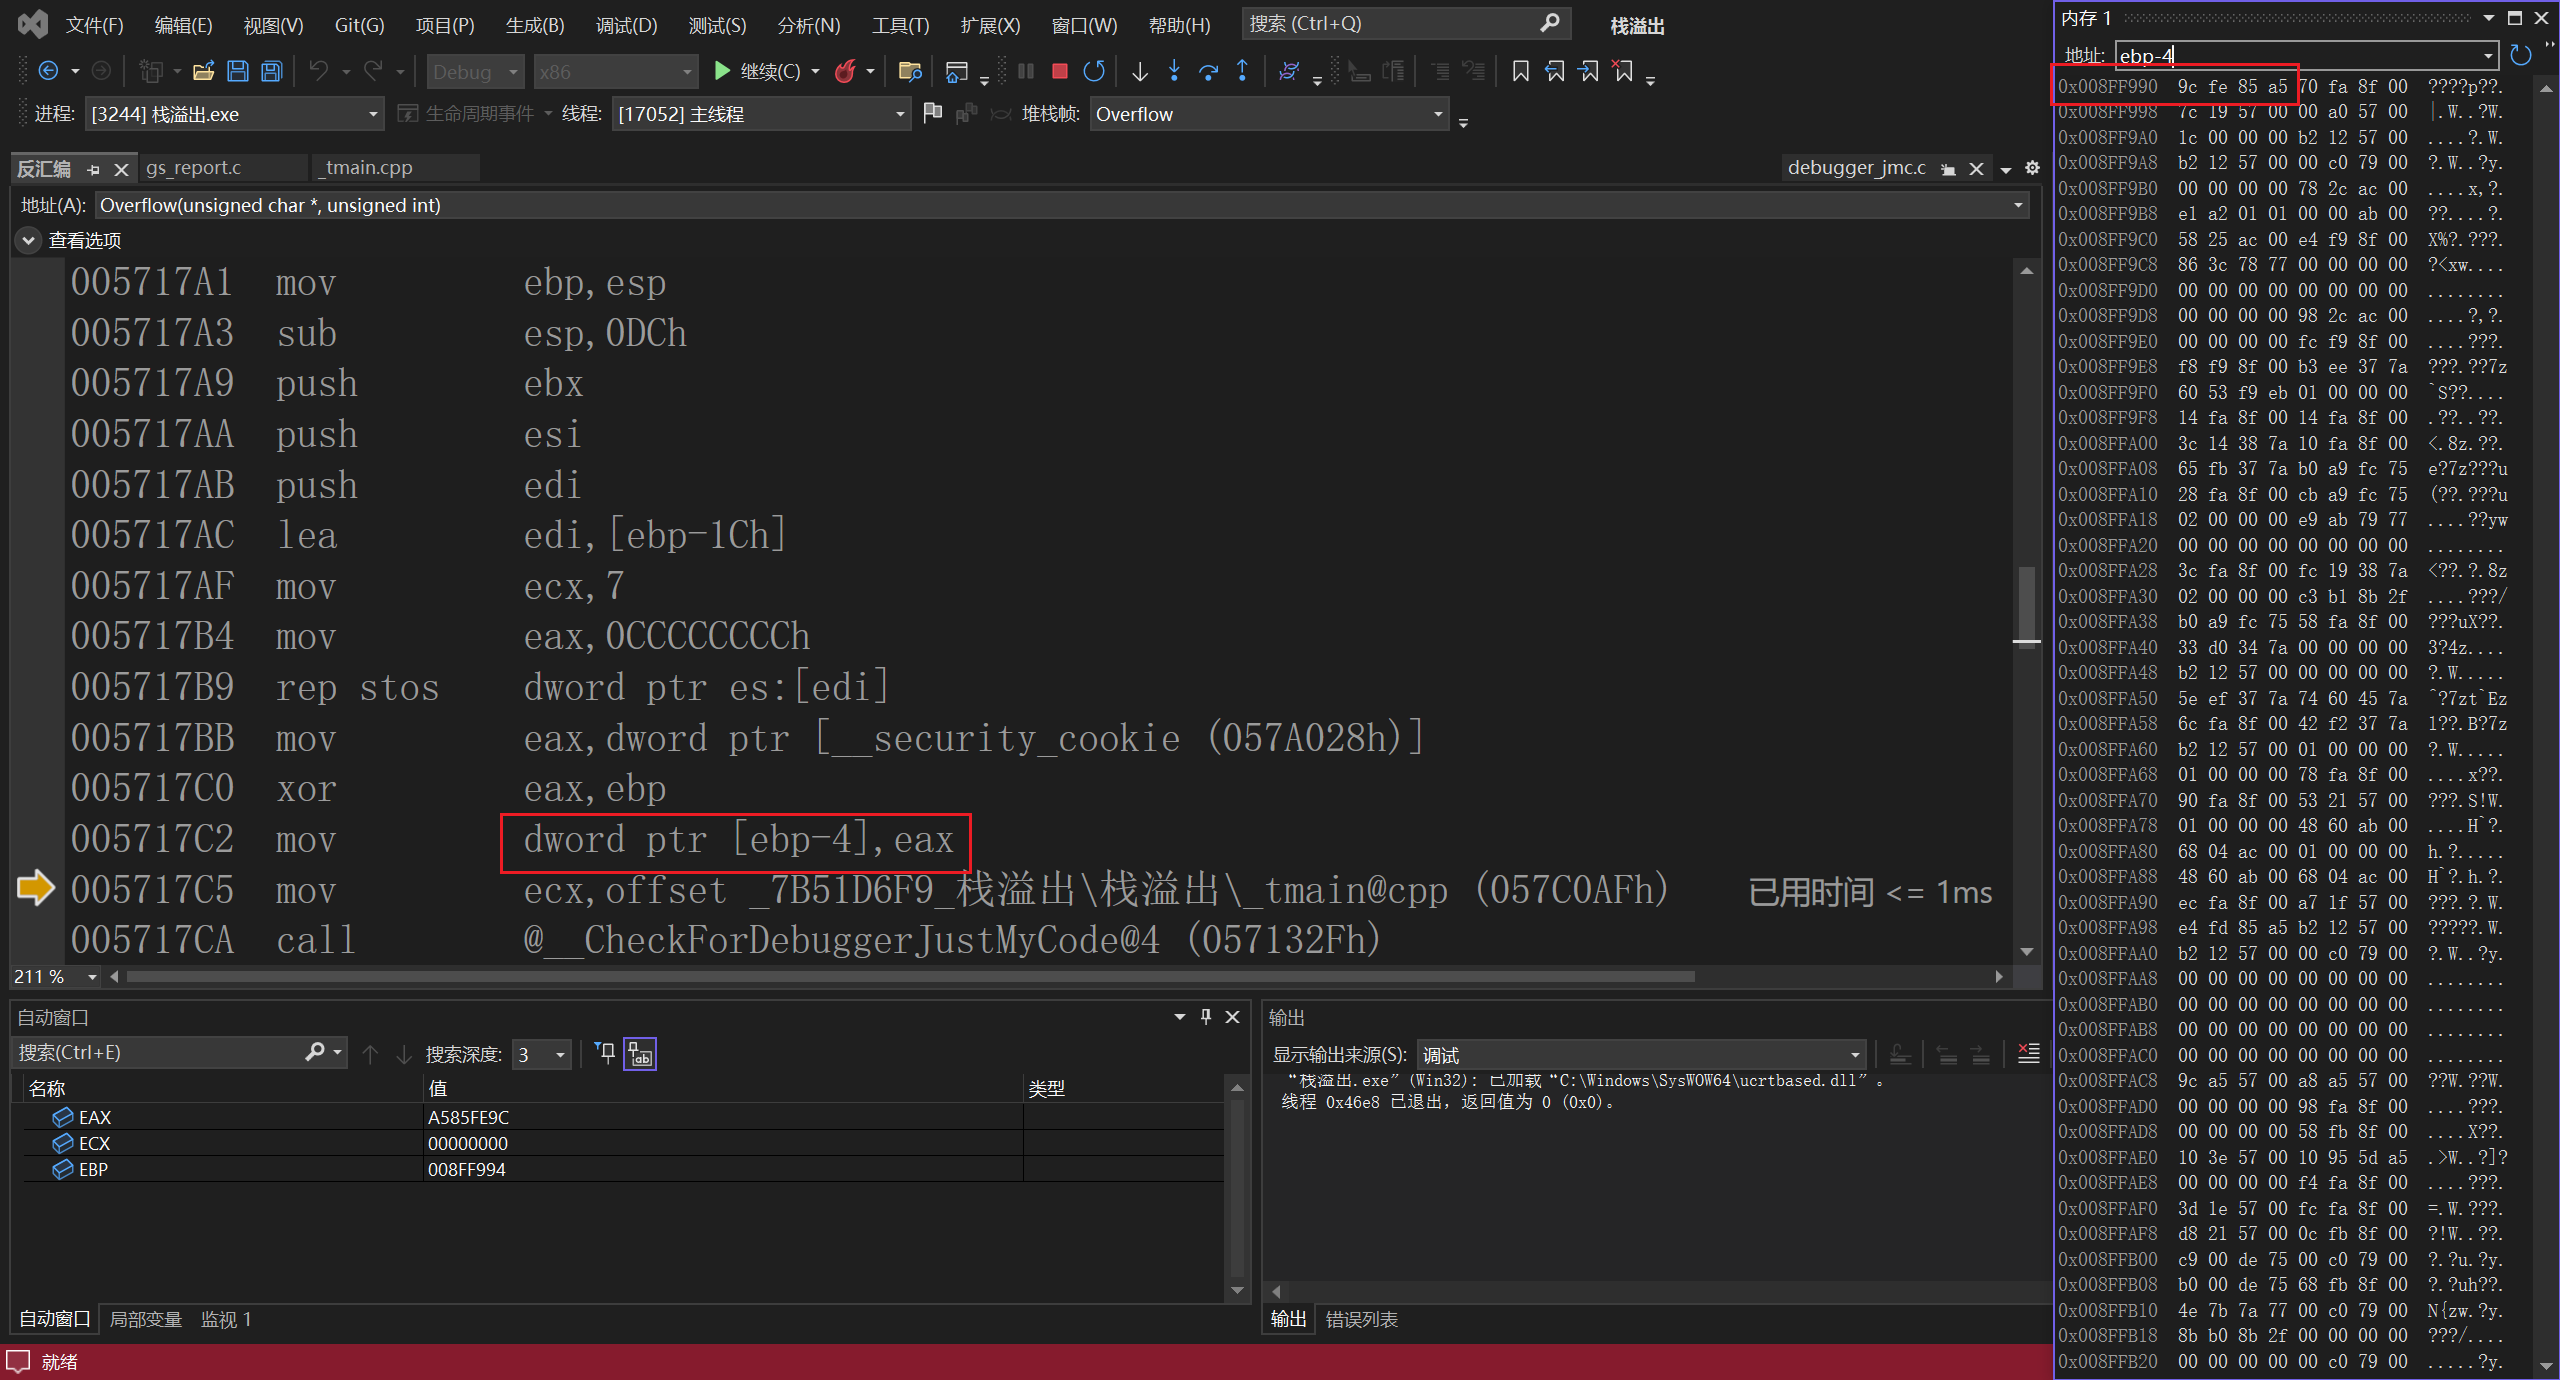 文件(F) 编辑(E) 视图(V) Git(G) 项目(P) 生成(B) 调试(D) 测试(S) 分析(N) 工具(T) 扩展(X) 窗口(W) 帮助(H) 搜索 (Ctrl+Q) 栈溢出
Debug x86 继续(C)
进程: [3244] 栈溢出.exe 生命周期事件 线程: [17052] 主线程 堆栈帧: Overflow
反汇编 gs_report.c _tmain.cpp debugger_jmc.c
地址(A): Overflow(unsigned char *, unsigned int)
查看选项
005717A1 mov ebp,esp
005717A3 sub esp,0DCh
005717A9 push ebx
005717AA push esi
005717AB push edi
005717AC lea edi,[ebp-1Ch]
005717AF mov ecx,7
005717B4 mov eax,0CCCCCCCCh
005717B9 rep stos dword ptr es:[edi]
005717BB mov eax,dword ptr [__security_cookie (057A028h)]
005717C0 xor eax,ebp
005717C2 mov dword ptr [ebp-4],eax
005717C5 mov ecx,offset _7B51D6F9_栈溢出\栈溢出\_tmain@cpp (057C0AFh) 已用时间 <= 1ms
005717CA call @__CheckForDebuggerJustMyCode@4 (057132Fh)
211 %
自动窗口
搜索(Ctrl+E) 搜索深度: 3
名称 值 类型
EAX A585FE9C
ECX 00000000
EBP 008FF994
自动窗口 局部变量 监视 1
输出
显示输出来源(S): 调试
“栈溢出.exe”(Win32): 已加载“C:\Windows\SysWOW64\ucrtbased.dll”。
线程 0x46e8 已退出，返回值为 0 (0x0)。
输出 错误列表
就绪
内存 1
地址: ebp-4
0x008FF990 9c fe 85 a5 70 fa 8f 00 ????p??.
0x008FF998 7c 19 57 00 00 a0 57 00 |.W..?W.
0x008FF9A0 1c 00 00 00 b2 12 57 00 ....?.W.
0x008FF9A8 b2 12 57 00 00 c0 79 00 ?.W..?y.
0x008FF9B0 00 00 00 00 78 2c ac 00 ....x,?.
0x008FF9B8 e1 a2 01 01 00 00 ab 00 ??....?.
0x008FF9C0 58 25 ac 00 e4 f9 8f 00 X%?.???.
0x008FF9C8 86 3c 78 77 00 00 00 00 ?<xw....
0x008FF9D0 00 00 00 00 00 00 00 00 ........
0x008FF9D8 00 00 00 00 98 2c ac 00 ....?,?.
0x008FF9E0 00 00 00 00 fc f9 8f 00 ....???.
0x008FF9E8 f8 f9 8f 00 b3 ee 37 7a ???.??7z
0x008FF9F0 60 53 f9 eb 01 00 00 00 `S??....
0x008FF9F8 14 fa 8f 00 14 fa 8f 00 .??..??.
0x008FFA00 3c 14 38 7a 10 fa 8f 00 <.8z.??.
0x008FFA08 65 fb 37 7a b0 a9 fc 75 e?7z???u
0x008FFA10 28 fa 8f 00 cb a9 fc 75 (??.???u
0x008FFA18 02 00 00 00 e9 ab 79 77 ....??yw
0x008FFA20 00 00 00 00 00 00 00 00 ........
0x008FFA28 3c fa 8f 00 fc 19 38 7a <??.?.8z
0x008FFA30 02 00 00 00 c3 b1 8b 2f ....???/
0x008FFA38 b0 a9 fc 75 58 fa 8f 00 ???uX??.
0x008FFA40 33 d0 34 7a 00 00 00 00 3?4z....
0x008FFA48 b2 12 57 00 00 00 00 00 ?.W.....
0x008FFA50 5e ef 37 7a 74 60 45 7a ^?7zt`Ez
0x008FFA58 6c fa 8f 00 42 f2 37 7a l??.B?7z
0x008FFA60 b2 12 57 00 01 00 00 00 ?.W.....
0x008FFA68 01 00 00 00 78 fa 8f 00 ....x??.
0x008FFA70 90 fa 8f 00 53 21 57 00 ???.S!W.
0x008FFA78 01 00 00 00 48 60 ab 00 ....H`?.
0x008FFA80 68 04 ac 00 01 00 00 00 h.?.....
0x008FFA88 48 60 ab 00 68 04 ac 00 H`?.h.?.
0x008FFA90 ec fa 8f 00 a7 1f 57 00 ???.?.W.
0x008FFA98 e4 fd 85 a5 b2 12 57 00 ?????.W.
0x008FFAA0 b2 12 57 00 00 c0 79 00 ?.W..?y.
0x008FFAA8 00 00 00 00 00 00 00 00 ........
0x008FFAB0 00 00 00 00 00 00 00 00 ........
0x008FFAB8 00 00 00 00 00 00 00 00 ........
0x008FFAC0 00 00 00 00 00 00 00 00 ........
0x008FFAC8 9c a5 57 00 a8 a5 57 00 ??W.??W.
0x008FFAD0 00 00 00 00 98 fa 8f 00 ....???.
0x008FFAD8 00 00 00 00 58 fb 8f 00 ....X??.
0x008FFAE0 10 3e 57 00 10 95 5d a5 .>W..?]?
0x008FFAE8 00 00 00 00 f4 fa 8f 00 ....???.
0x008FFAF0 3d 1e 57 00 fc fa 8f 00 =.W.???.
0x008FFAF8 d8 21 57 00 0c fb 8f 00 ?!W..??.
0x008FFB00 c9 00 de 75 00 c0 79 00 ?.?u.?y.
0x008FFB08 b0 00 de 75 68 fb 8f 00 ?.?uh??.
0x008FFB10 4e 7b 7a 77 00 c0 79 00 N{zw.?y.
0x008FFB18 8b b0 8b 2f 00 00 00 00 ???/....
0x008FFB20 00 00 00 00 00 c0 79 00 .....?y.